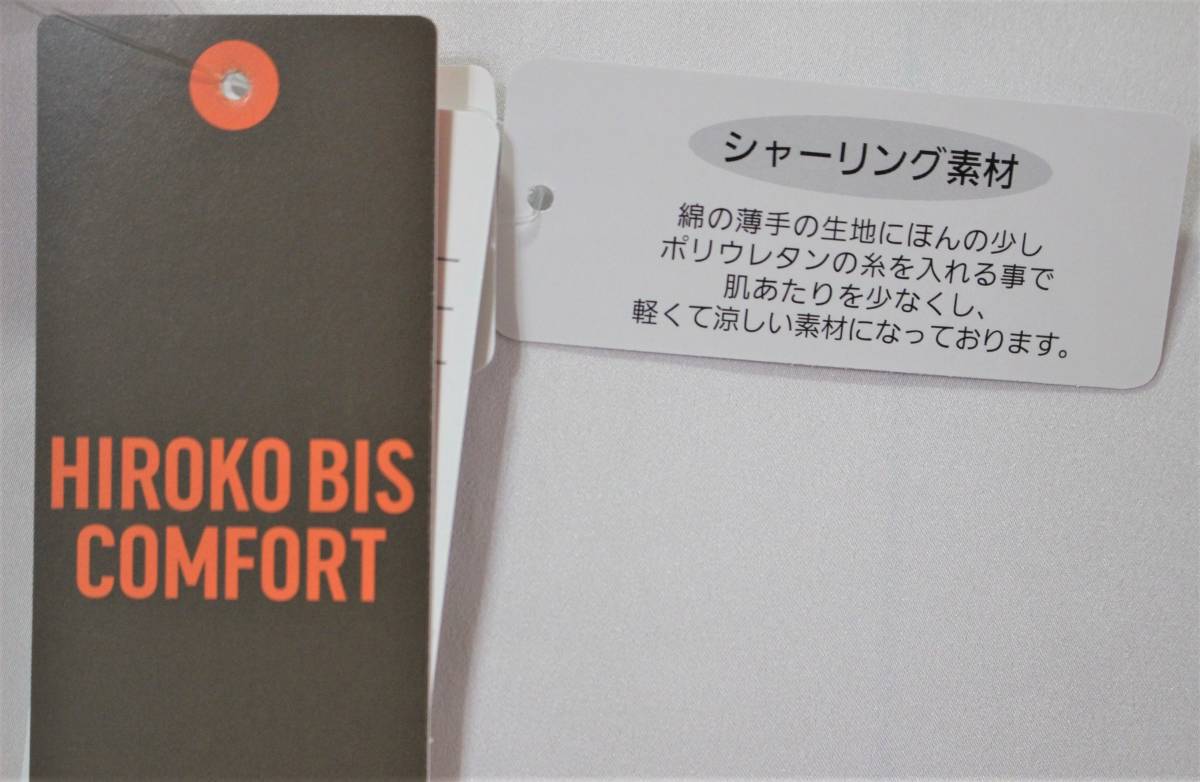 HIROKO BIS
COMFORT
シャーリング素材
綿の薄手の生地にほんの少し
ポリウレタンの糸を入れる事で
肌あたりを少なくし、
軽くて涼しい素材になっております。